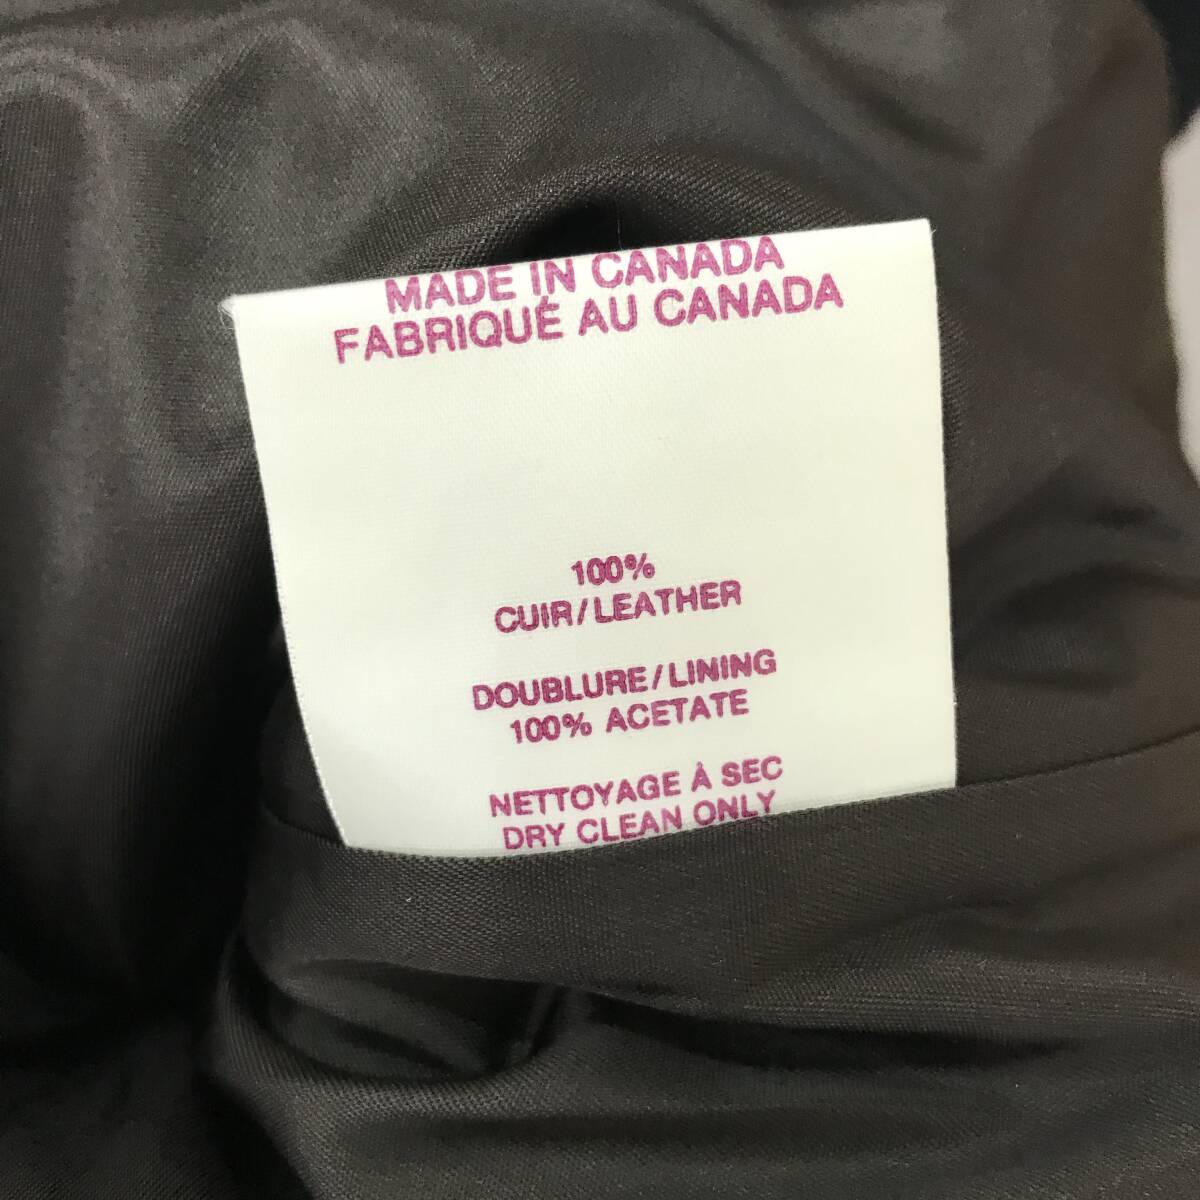 MADE IN CANADA
FABRIQUÉ AU CANADA
100%
CUIR/LEATHER
DOUBLURE/LINING
100% ACETATE
NETTOYAGE À SEC
DRY CLEAN ONLY